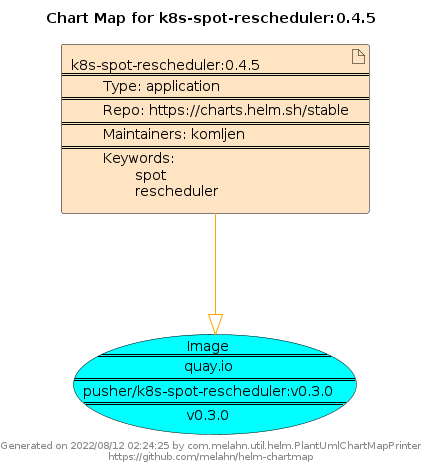 Chart Map for k8s-spot-rescheduler:0.4.5
k8s-spot-rescheduler:0.4.5
Type: application
Repo: https://charts.helm.sh/stable
Maintainers: komljen
Keywords:
spot
rescheduler
Image
quay.io
pusher/k8s-spot-rescheduler:v0.3.0
v0.3.0
Generated on 2022/08/12 02:24:25 by com.melahn.util.helm.PlantUmlChartMapPrinter
https://github.com/melahn/helm-chartmap